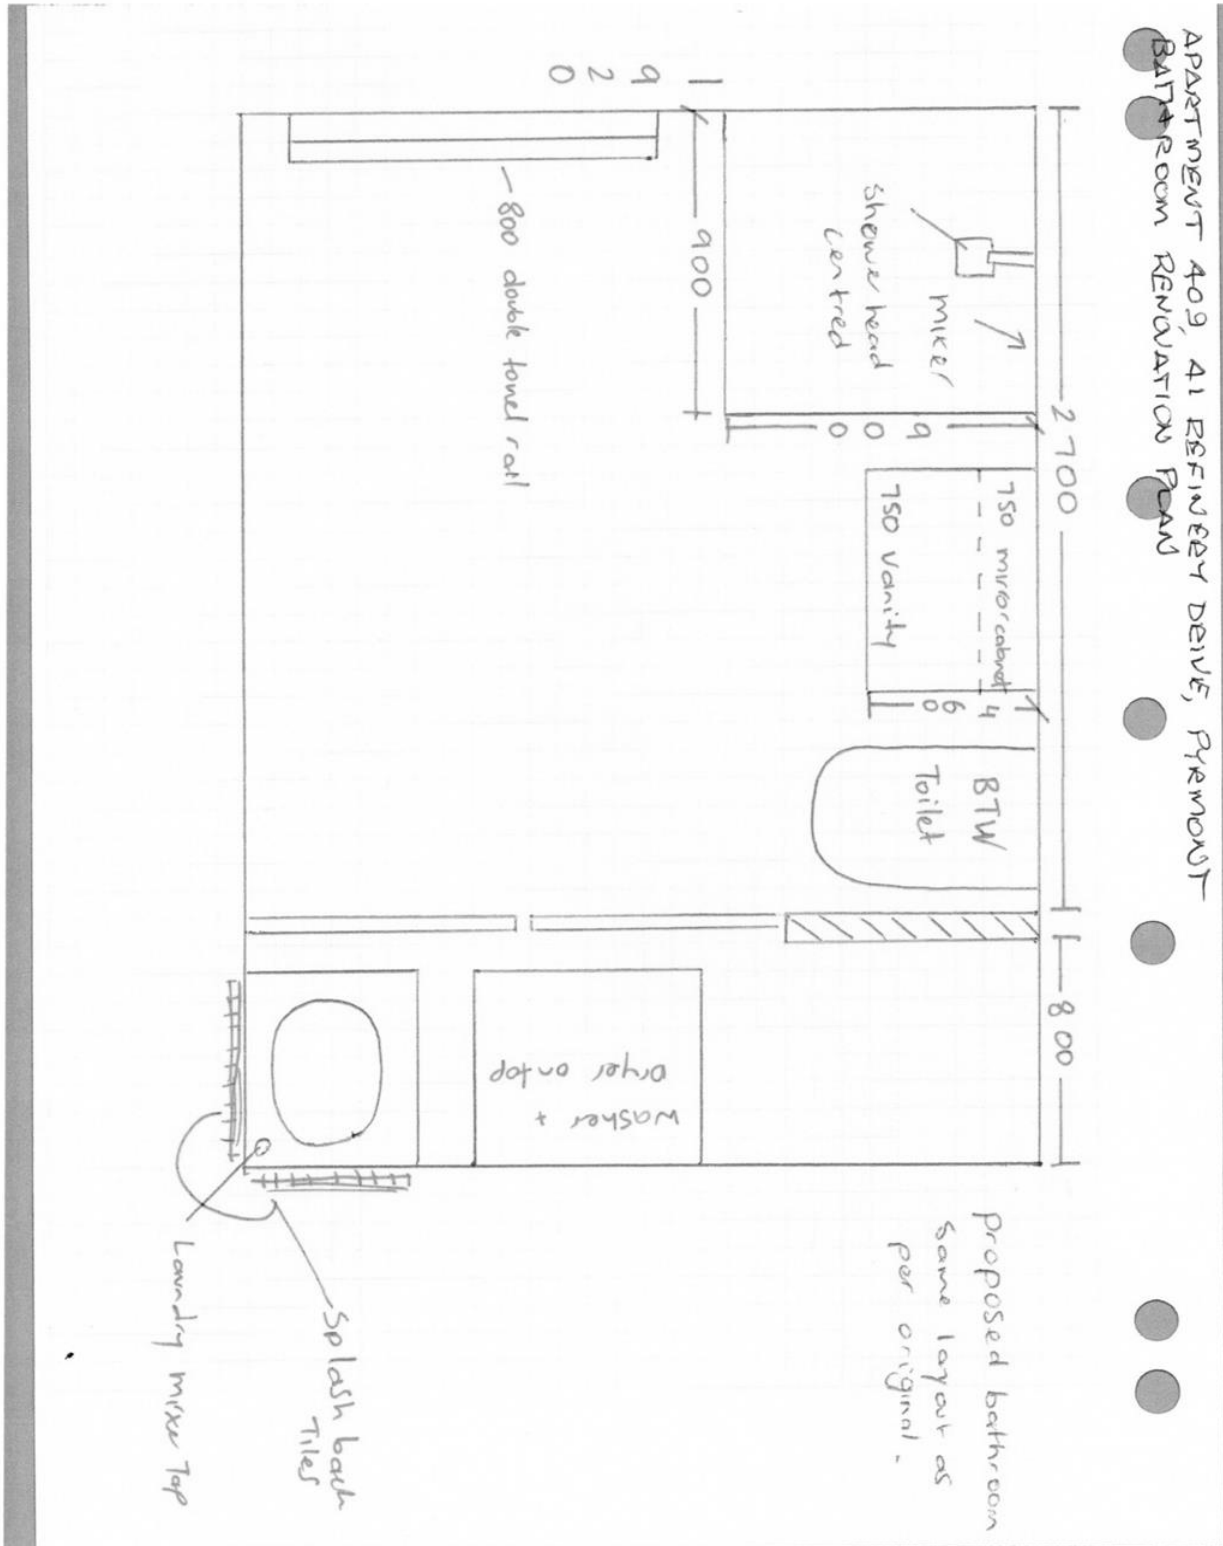 APARTMENT 409, 41 REFINERY DRIVE, PYRMONT
BATHROOM RENOVATION PLAN
2700
800
mixer
shower head
centred
900
900
750 mirror cabinet
750 vanity
460
BTW
Toilet
1920
800 double towel rail
washer +
dryer on top
proposed bathroom
same layout as
per original.
Splash back
Tiles
Laundry mixer Tap